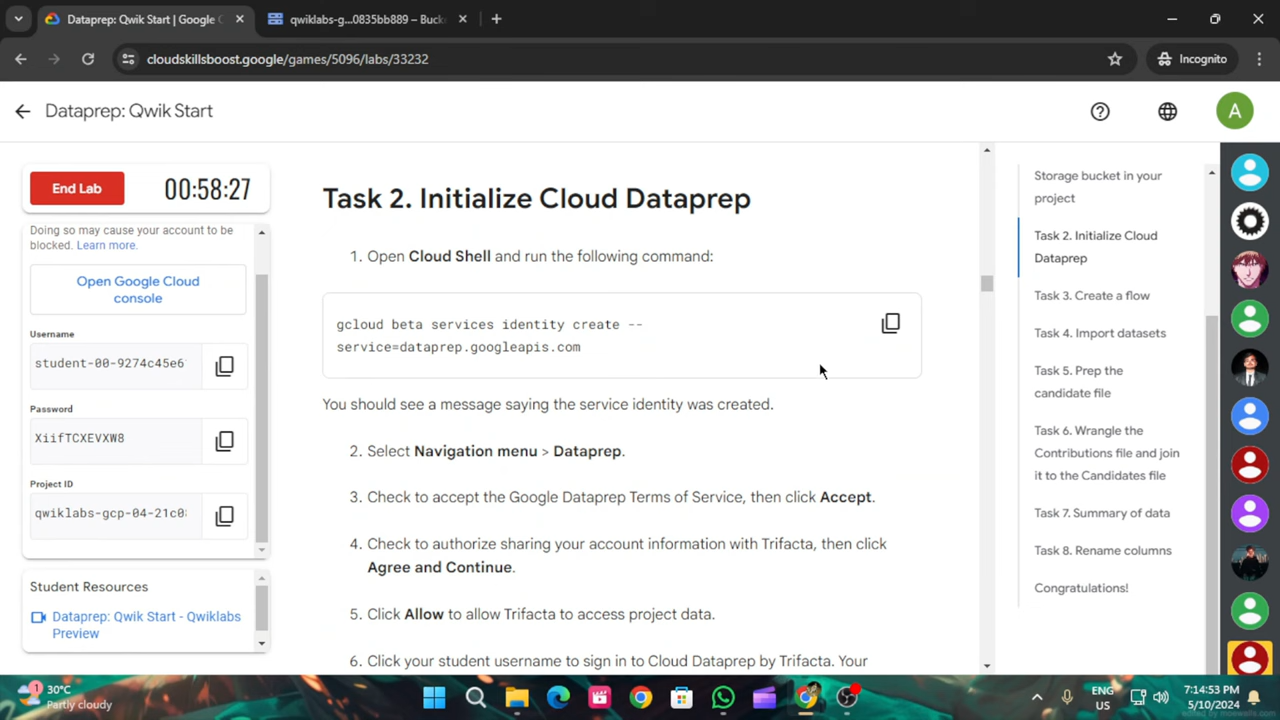 Dataprep: Qwik Start | Google C
qwiklabs-g...0835bb889 – Buck
cloudskillsboost.google/games/5096/labs/33232
Incognito
Dataprep: Qwik Start
A
End Lab
00:58:27
Doing so may cause your account to be
blocked. Learn more.
Open Google Cloud
console
Username
student-00-9274c45e6
Password
XiifTCXEVXW8
Project ID
qwiklabs-gcp-04-21c0
Student Resources
Dataprep: Qwik Start - Qwiklabs
Preview
Task 2. Initialize Cloud Dataprep
1. Open Cloud Shell and run the following command:
gcloud beta services identity create --
service=dataprep.googleapis.com
You should see a message saying the service identity was created.
2. Select Navigation menu > Dataprep.
3. Check to accept the Google Dataprep Terms of Service, then click Accept.
4. Check to authorize sharing your account information with Trifacta, then click
Agree and Continue.
5. Click Allow to allow Trifacta to access project data.
6. Click your student username to sign in to Cloud Dataprep by Trifacta. Your
Storage bucket in your
project
Task 2. Initialize Cloud
Dataprep
Task 3. Create a flow
Task 4. Import datasets
Task 5. Prep the
candidate file
Task 6. Wrangle the
Contributions file and join
it to the Candidates file
Task 7. Summary of data
Task 8. Rename columns
Congratulations!
1
30°C
Partly cloudy
ENG
US
7:14:53 PM
5/10/2024